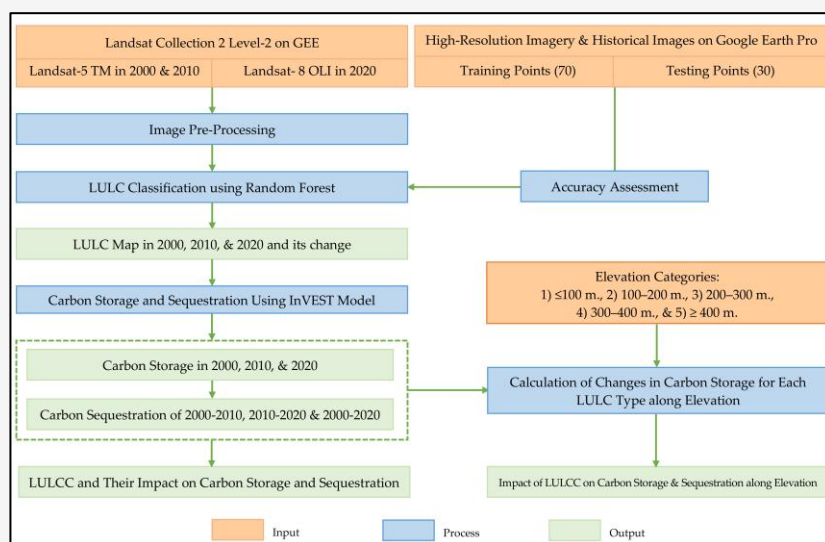 Landsat Collection 2 Level-2 on GEE
Landsat-5 TM in 2000 & 2010
Landsat- 8 OLI in 2020
High-Resolution Imagery & Historical Images on Google Earth Pro
Training Points (70)
Testing Points (30)
Image Pre-Processing
LULC Classification using Random Forest
Accuracy Assessment
LULC Map in 2000, 2010, & 2020 and its change
Carbon Storage and Sequestration Using InVEST Model
Elevation Categories:
1) ≤100 m., 2) 100–200 m., 3) 200–300 m.,
4) 300–400 m., & 5) ≥ 400 m.
Carbon Storage in 2000, 2010, & 2020
Carbon Sequestration of 2000-2010, 2010-2020 & 2000-2020
Calculation of Changes in Carbon Storage for Each
LULC Type along Elevation
LULCC and Their Impact on Carbon Storage and Sequestration
Impact of LULCC on Carbon Storage & Sequestration along Elevation
Input
Process
Output